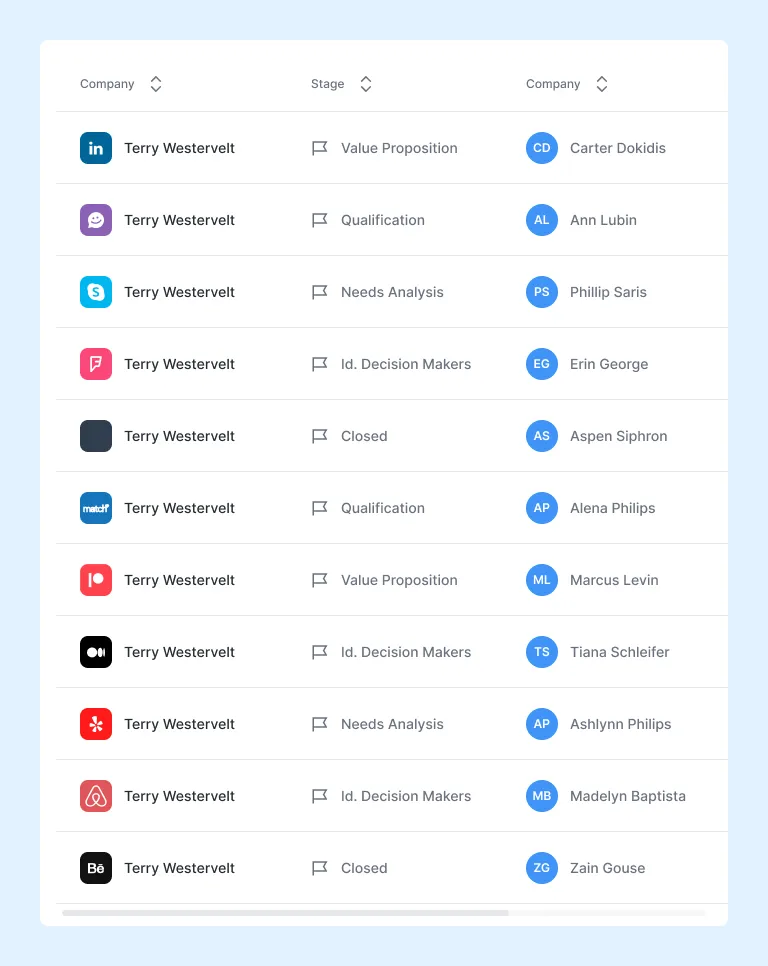 Company Stage Company
in Terry Westervelt Value Proposition CD Carter Dokidis
Terry Westervelt Qualification AL Ann Lubin
S Terry Westervelt Needs Analysis PS Phillip Saris
Terry Westervelt Id. Decision Makers EG Erin George
Terry Westervelt Closed AS Aspen Siphron
match Terry Westervelt Qualification AP Alena Philips
Terry Westervelt Value Proposition ML Marcus Levin
Terry Westervelt Id. Decision Makers TS Tiana Schleifer
Terry Westervelt Needs Analysis AP Ashlynn Philips
Terry Westervelt Id. Decision Makers MB Madelyn Baptista
Bē Terry Westervelt Closed ZG Zain Gouse